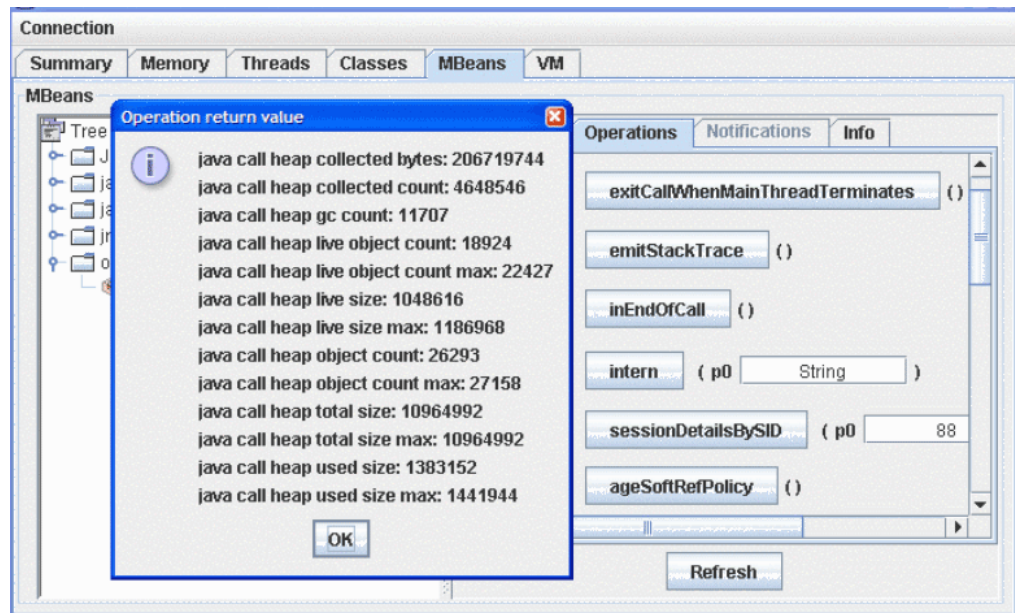 Connection
Summary Memory Threads Classes MBeans VM
MBeans
Operation return value
Tree
java call heap collected bytes: 206719744
java call heap collected count: 4648546
java call heap gc count: 11707
java call heap live object count: 18924
java call heap live object count max: 22427
java call heap live size: 1048616
java call heap live size max: 1186968
java call heap object count: 26293
java call heap object count max: 27158
java call heap total size: 10964992
java call heap total size max: 10964992
java call heap used size: 1383152
java call heap used size max: 1441944
OK
Operations Notifications Info
exitCallWhenMainThreadTerminates ()
emitStackTrace ()
inEndOfCall ()
intern ( p0 String )
sessionDetailsBySID ( p0 88
ageSoftRefPolicy ()
Refresh